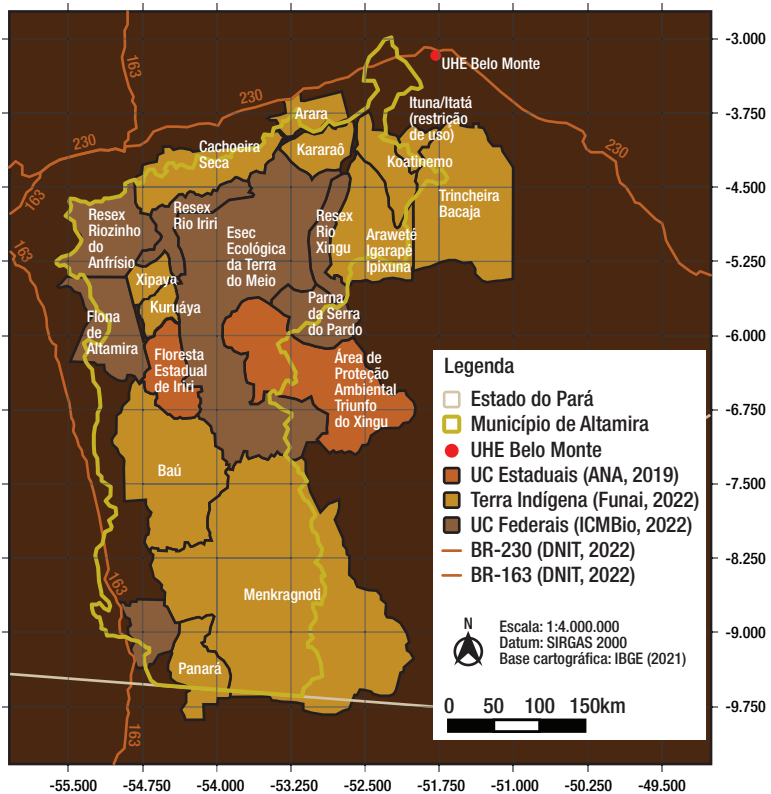 -3.000
-3.750
-4.500
-5.250
-6.000
-6.750
-7.500
-8.250
-9.000
-9.750
-55.500
-54.750
-54.000
-53.250
-52.500
-51.750
-51.000
-50.250
-49.500
163
230
UHE Belo Monte
230
Arara
Ituna/Itatá
(restrição
de uso)
230
Cachoeira
Seca
Kararaô
Koatinemo
163
Trincheira
Bacaja
Resex
Riozinho
do
Anfrísio
Resex
Rio Iriri
Esec
Ecológica
da Terra
do Meio
Resex
Rio
Xingu
Araweté
Igarapé
Ipixuna
163
Xipaya
Kuruáya
Parna
da Serra
do Pardo
Flona
de
Altamira
Floresta
Estadual
de Iriri
Área de
Proteção
Ambiental
Triunfo
do Xingu
Baú
Menkragnoti
163
Panará
163
Legenda
Estado do Pará
Município de Altamira
UHE Belo Monte
UC Estaduais (ANA, 2019)
Terra Indígena (Funai, 2022)
UC Federais (ICMBio, 2022)
BR-230 (DNIT, 2022)
BR-163 (DNIT, 2022)
N
Escala: 1:4.000.000
Datum: SIRGAS 2000
Base cartográfica: IBGE (2021)
0 50 100 150km